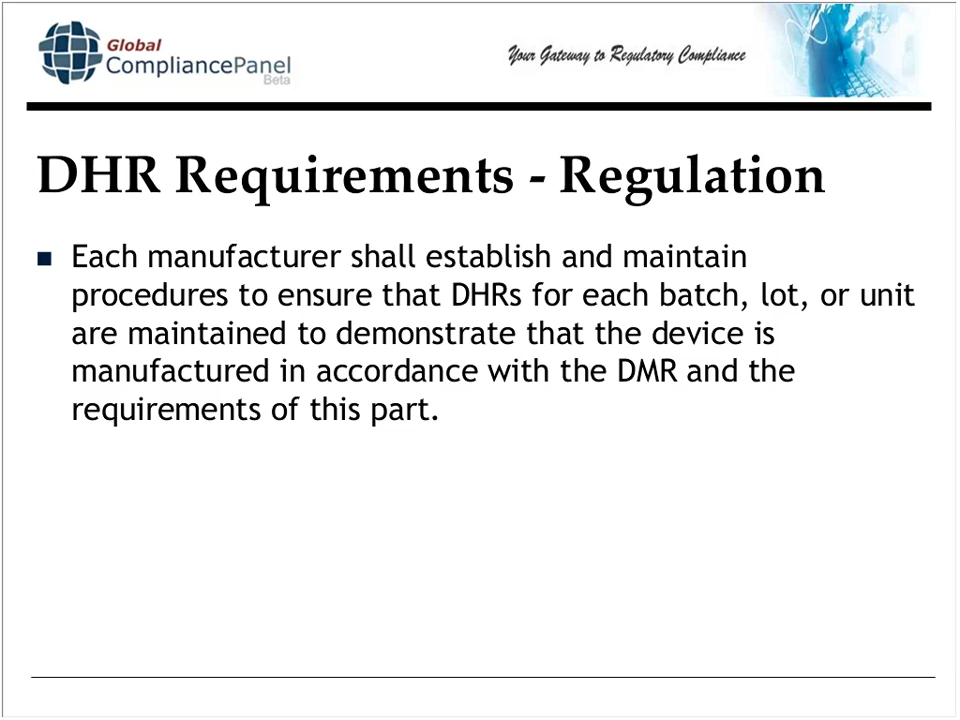 Global
CompliancePanel
Beta
Your Gateway to Regulatory Compliance
DHR Requirements - Regulation
Each manufacturer shall establish and maintain
procedures to ensure that DHRs for each batch, lot, or unit
are maintained to demonstrate that the device is
manufactured in accordance with the DMR and the
requirements of this part.